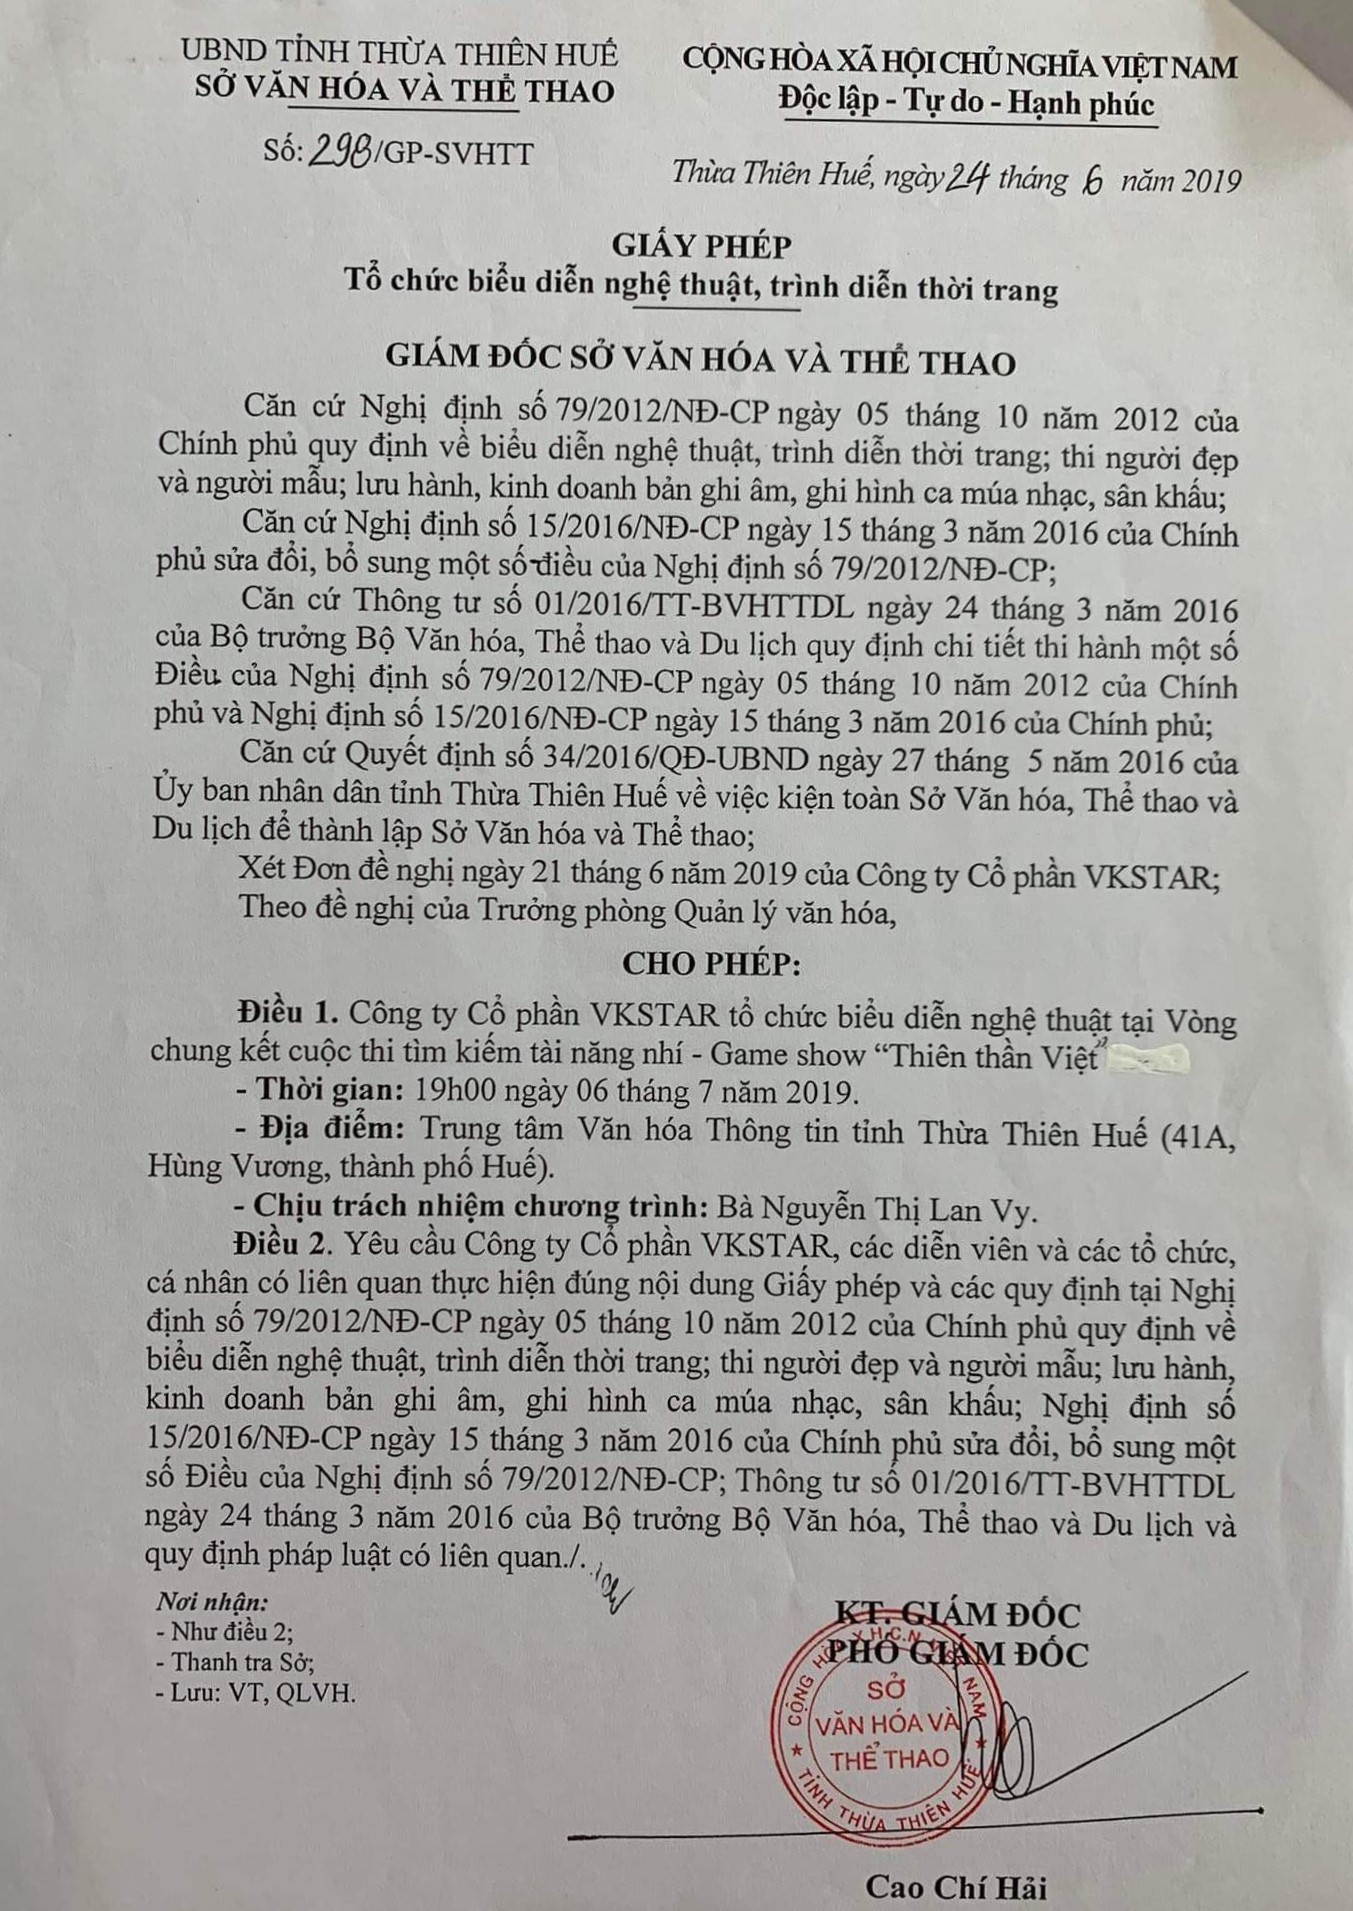 UBND TỈNH THỪA THIÊN HUẾ
SỞ VĂN HÓA VÀ THỂ THAO
Số: 298/GP-SVHTT
CỘNG HÒA XÃ HỘI CHỦ NGHĨA VIỆT NAM
Độc lập - Tự do - Hạnh phúc
Thừa Thiên Huế, ngày 24 tháng 6 năm 2019
GIẤY PHÉP
Tổ chức biểu diễn nghệ thuật, trình diễn thời trang
GIÁM ĐỐC SỞ VĂN HÓA VÀ THỂ THAO
Căn cứ Nghị định số 79/2012/NĐ-CP ngày 05 tháng 10 năm 2012 của
Chính phủ quy định về biểu diễn nghệ thuật, trình diễn thời trang; thi người đẹp
và người mẫu; lưu hành, kinh doanh bản ghi âm, ghi hình ca múa nhạc, sân khấu;
Căn cứ Nghị định số 15/2016/NĐ-CP ngày 15 tháng 3 năm 2016 của Chính
phủ sửa đổi, bổ sung một số điều của Nghị định số 79/2012/NĐ-CP;
Căn cứ Thông tư số 01/2016/TT-BVHTTDL ngày 24 tháng 3 năm 2016
của Bộ trưởng Bộ Văn hóa, Thể thao và Du lịch quy định chi tiết thi hành một số
Điều của Nghị định số 79/2012/NĐ-CP ngày 05 tháng 10 năm 2012 của Chính
phủ và Nghị định số 15/2016/NĐ-CP ngày 15 tháng 3 năm 2016 của Chính phủ;
Căn cứ Quyết định số 34/2016/QĐ-UBND ngày 27 tháng 5 năm 2016 của
Ủy ban nhân dân tỉnh Thừa Thiên Huế về việc kiện toàn Sở Văn hóa, Thể thao và
Du lịch để thành lập Sở Văn hóa và Thể thao;
Xét Đơn đề nghị ngày 21 tháng 6 năm 2019 của Công ty Cổ phần VKSTAR;
Theo đề nghị của Trưởng phòng Quản lý văn hóa,
CHO PHÉP:
Điều 1. Công ty Cổ phần VKSTAR tổ chức biểu diễn nghệ thuật tại Vòng
chung kết cuộc thi tìm kiếm tài năng nhí - Game show “Thiên thần Việt”
- Thời gian: 19h00 ngày 06 tháng 7 năm 2019.
- Địa điểm: Trung tâm Văn hóa Thông tin tỉnh Thừa Thiên Huế (41A,
Hùng Vương, thành phố Huế).
- Chịu trách nhiệm chương trình: Bà Nguyễn Thị Lan Vy.
Điều 2. Yêu cầu Công ty Cổ phần VKSTAR, các diễn viên và các tổ chức,
cá nhân có liên quan thực hiện đúng nội dung Giấy phép và các quy định tại Nghị
định số 79/2012/NĐ-CP ngày 05 tháng 10 năm 2012 của Chính phủ quy định về
biểu diễn nghệ thuật, trình diễn thời trang; thi người đẹp và người mẫu; lưu hành,
kinh doanh bản ghi âm, ghi hình ca múa nhạc, sân khấu; Nghị định số
15/2016/NĐ-CP ngày 15 tháng 3 năm 2016 của Chính phủ sửa đổi, bổ sung một
số Điều của Nghị định số 79/2012/NĐ-CP; Thông tư số 01/2016/TT-BVHTTDL
ngày 24 tháng 3 năm 2016 của Bộ trưởng Bộ Văn hóa, Thể thao và Du lịch và
quy định pháp luật có liên quan./.
Nơi nhận:
- Như điều 2;
- Thanh tra Sở;
- Lưu: VT, QLVH.
KT. GIÁM ĐỐC
PHÓ GIÁM ĐỐC
CỘNG HÒA X.H.C.N VIỆT NAM
SỞ
VĂN HÓA VÀ
THỂ THAO
★ TỈNH THỪA THIÊN HUẾ ★
Cao Chí Hải